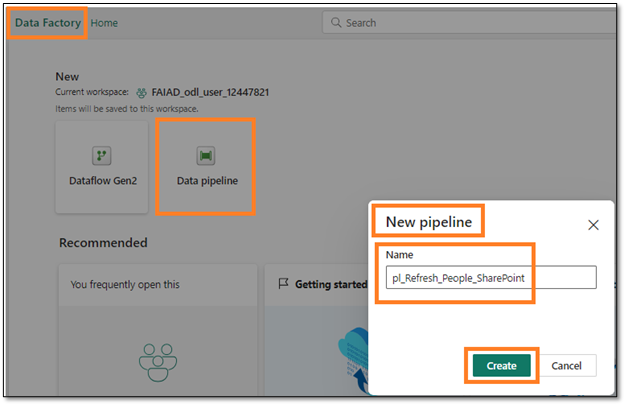 Data Factory Home
Search
New
Current workspace: FAIAD_odl_user_12447821
Items will be saved to this workspace.
Dataflow Gen2
Data pipeline
Recommended
You frequently open this
Getting started
New pipeline
Name
pl_Refresh_People_SharePoint
Create
Cancel